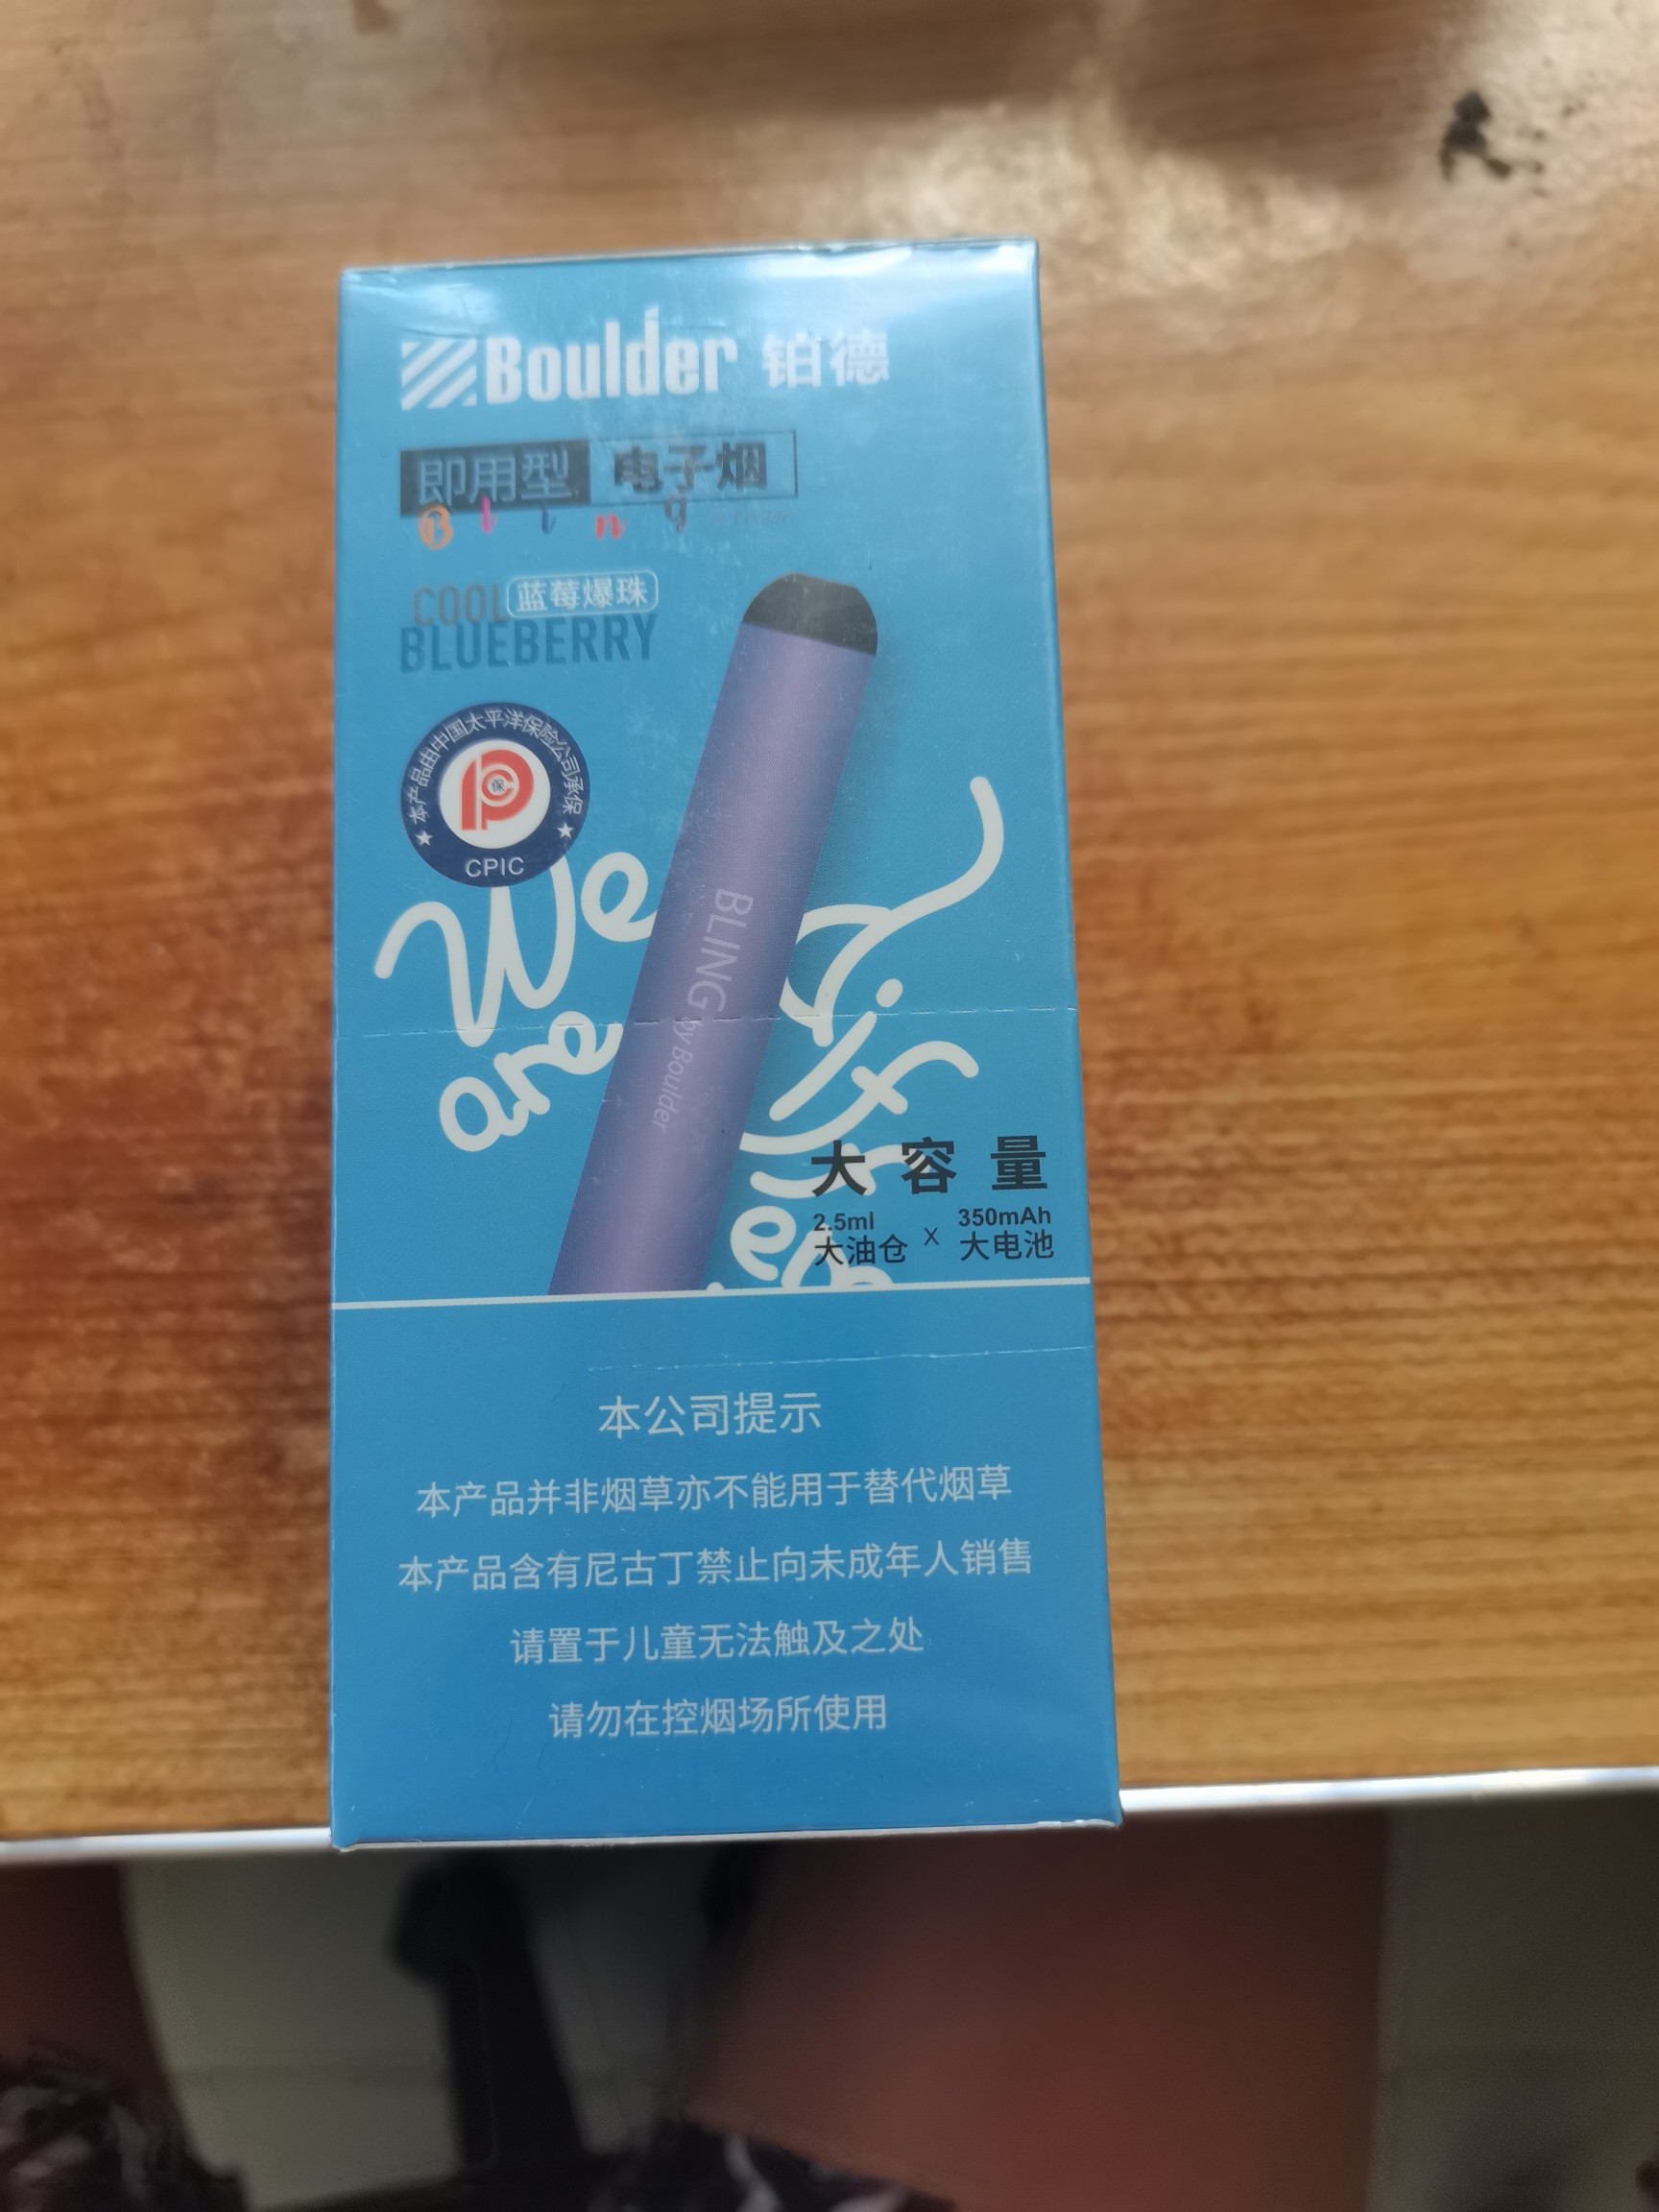 Boulder 铂德
即用型 电子烟
Bling
COOL 蓝莓爆珠
BLUEBERRY
本产品由中国太平洋保险公司承保
保
CPIC
We
are
BLING by Boulder
大容量
2.5ml x 350mAh
大油仓 大电池
本公司提示
本产品并非烟草亦不能用于替代烟草
本产品含有尼古丁禁止向未成年人销售
请置于儿童无法触及之处
请勿在控烟场所使用